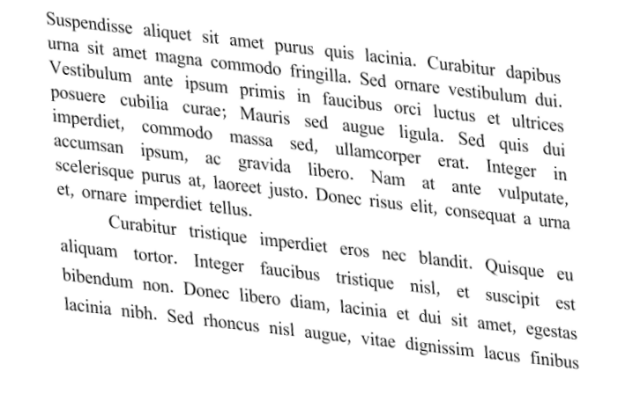 Suspendisse aliquet sit amet purus quis lacinia. Curabitur dapibus
urna sit amet magna commodo fringilla. Sed ornare vestibulum dui.
Vestibulum ante ipsum primis in faucibus orci luctus et ultrices
posuere cubilia curae; Mauris sed augue ligula. Sed quis dui
imperdiet, commodo massa sed, ullamcorper erat. Integer in
accumsan ipsum, ac gravida libero. Nam at ante vulputate,
scelerisque purus at, laoreet justo. Donec risus elit, consequat a urna
et, ornare imperdiet tellus.
Curabitur tristique imperdiet eros nec blandit. Quisque eu
aliquam tortor. Integer faucibus tristique nisl, et suscipit est
bibendum non. Donec libero diam, lacinia et dui sit amet, egestas
lacinia nibh. Sed rhoncus nisl augue, vitae dignissim lacus finibus